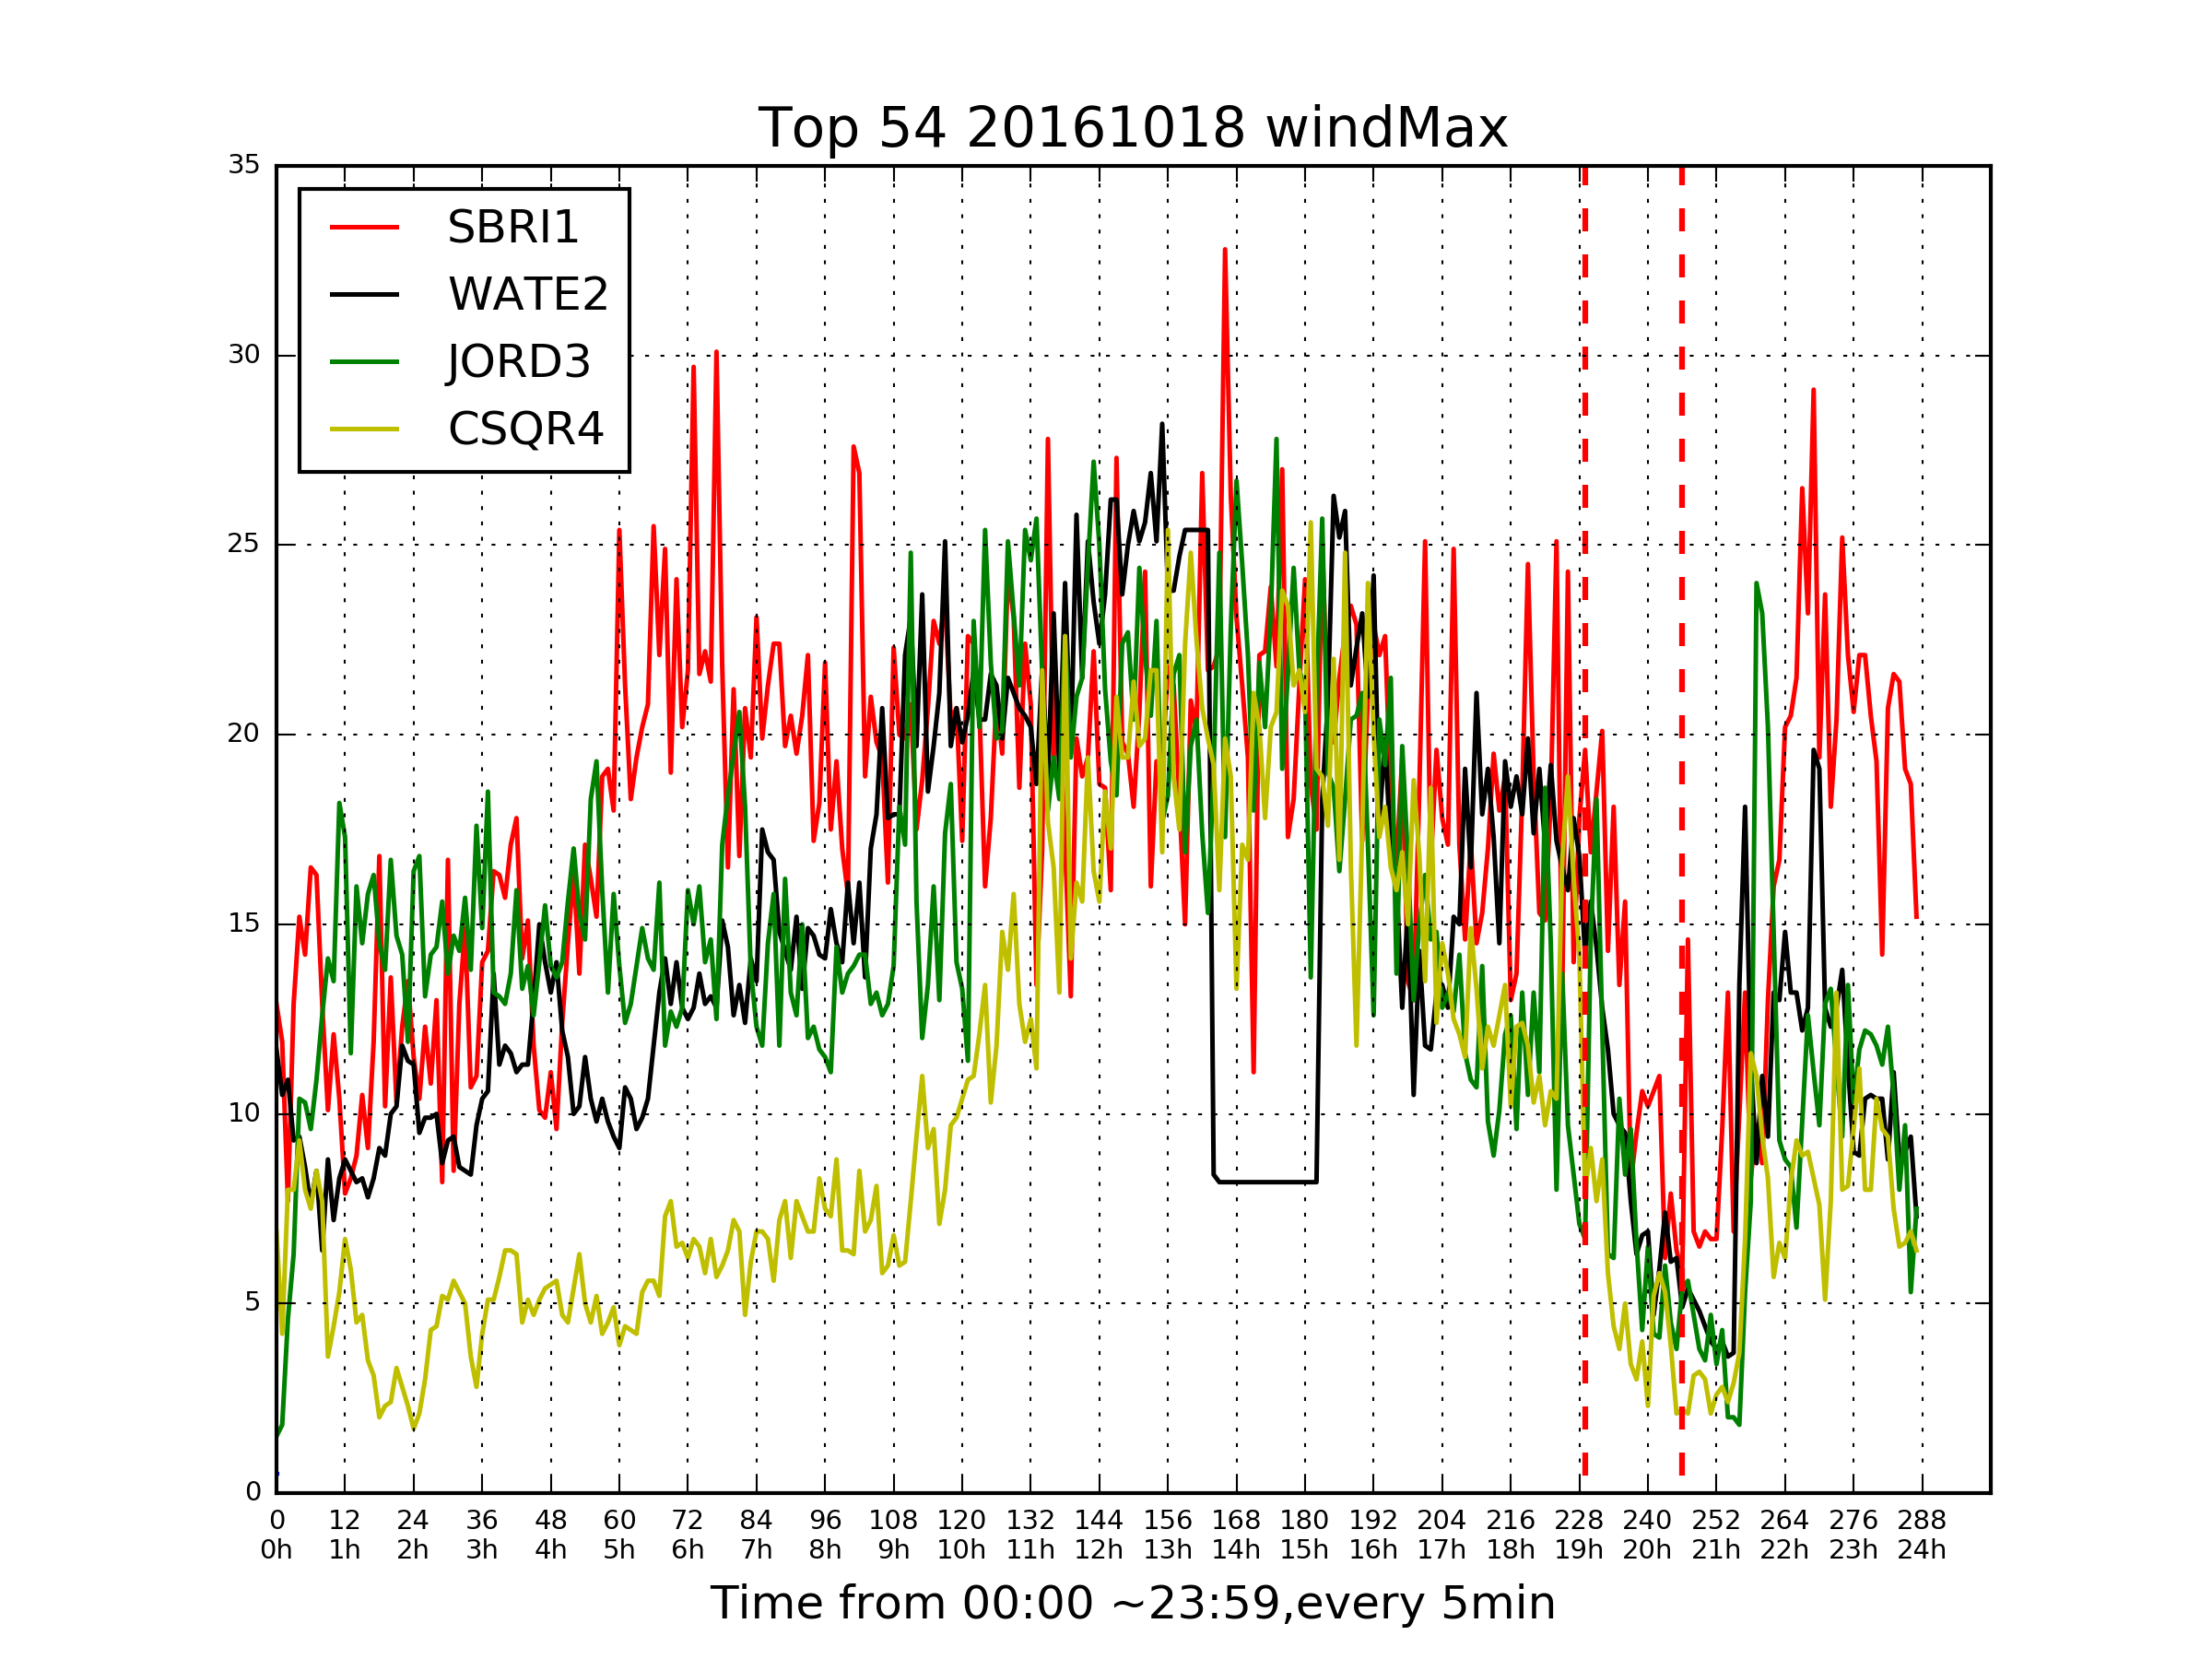 Top 54 20161018 windMax
35
30
25
20
15
10
5
0
SBRI1
WATE2
JORD3
CSQR4
0 12 24 36 48 60 72 84 96 108 120 132 144 156 168 180 192 204 216 228 240 252 264 276 288
0h 1h 2h 3h 4h 5h 6h 7h 8h 9h 10h 11h 12h 13h 14h 15h 16h 17h 18h 19h 20h 21h 22h 23h 24h
Time from 00:00 ~23:59,every 5min